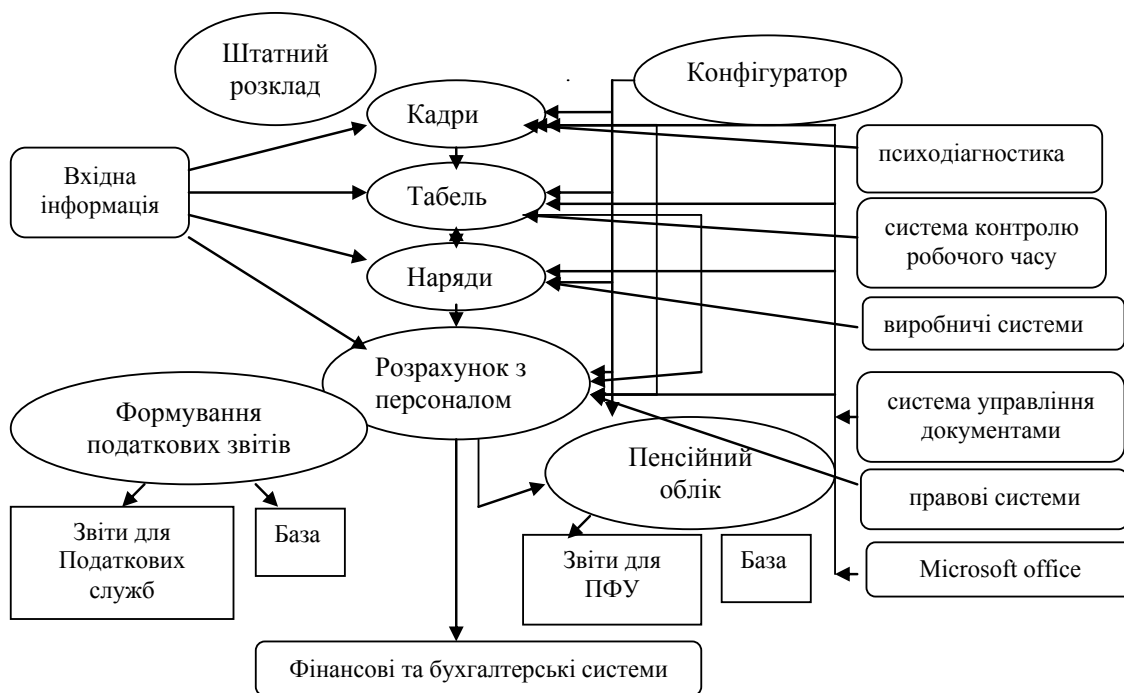 Штатний
розклад
Конфігуратор
Кадри
психодіагностика
Вхідна
інформація
Табель
система контролю
робочого часу
Наряди
виробничі системи
Розрахунок з
персоналом
система управління
документами
Формування
податкових звітів
Пенсійний
облік
правові системи
Звіти для
Податкових
служб
База
Звіти для
ПФУ
База
Microsoft office
Фінансові та бухгалтерські системи